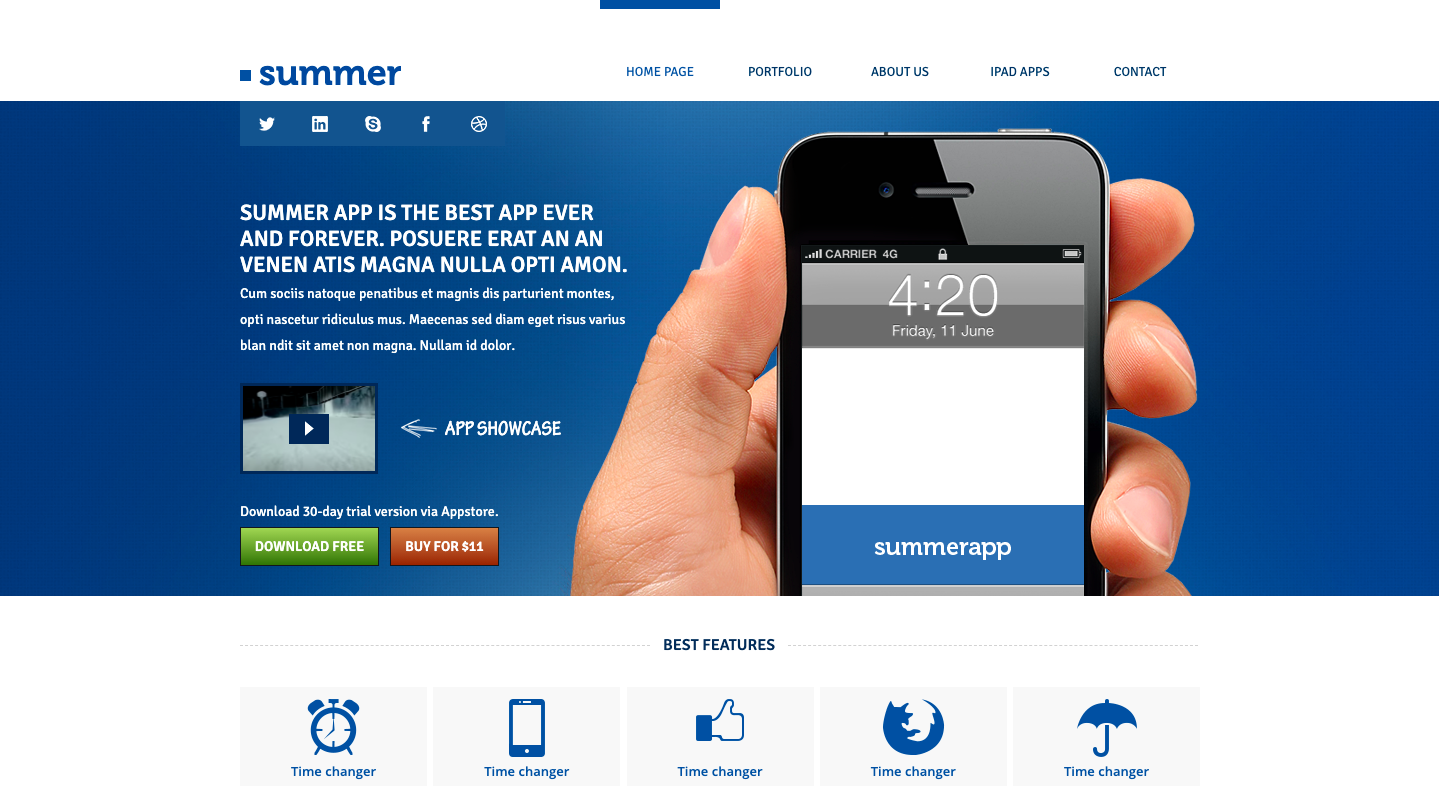 summer
HOME PAGE PORTFOLIO ABOUT US IPAD APPS CONTACT
SUMMER APP IS THE BEST APP EVER
AND FOREVER. POSUERE ERAT AN AN
VENEN ATIS MAGNA NULLA OPTI AMON.
Cum sociis natoque penatibus et magnis dis parturient montes,
opti nascetur ridiculus mus. Maecenas sed diam eget risus varius
blan ndit sit amet non magna. Nullam id dolor.
APP SHOWCASE
Download 30-day trial version via Appstore.
DOWNLOAD FREE BUY FOR $11
CARRIER 4G
4:20
Friday, 11 June
summerapp
BEST FEATURES
Time changer Time changer Time changer Time changer Time changer